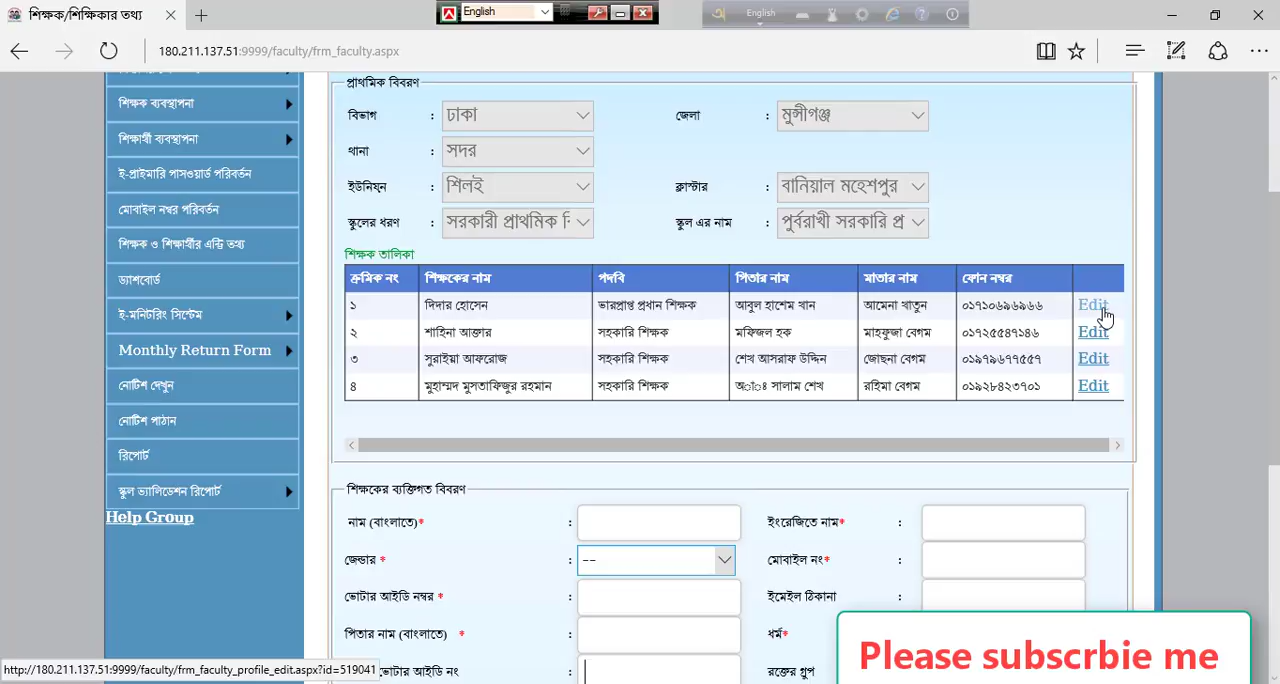 শিক্ষক/শিক্ষিকার তথ্য
English
English
180.211.137.51:9999/faculty/frm_faculty.aspx
শিক্ষক ব্যবস্থাপনা
শিক্ষার্থী ব্যবস্থাপনা
ই-প্রাইমারি পাসওয়ার্ড পরিবর্তন
মোবাইল নম্বর পরিবর্তন
শিক্ষক ও শিক্ষার্থীর এন্ট্রি তথ্য
ড্যাশবোর্ড
ই-মনিটরিং সিস্টেম
Monthly Return Form
নোটিশ দেখুন
নোটিশ পাঠান
রিপোর্ট
স্কুল ভ্যালিডেশন রিপোর্ট
Help Group
প্রাথমিক বিবরণ
বিভাগ : ঢাকা জেলা : মুন্সীগঞ্জ
থানা : সদর
ইউনিয়ন : শিলই ক্লাস্টার : বানিয়াল মহেশপুর
স্কুলের ধরণ : সরকারী প্রাথমিক স্কুল এর নাম : পুর্বরাখী সরকারি প্র
শিক্ষক তালিকা
ক্রমিক নং শিক্ষকের নাম পদবি পিতার নাম মাতার নাম ফোন নম্বর
১ দিদার হোসেন ভারপ্রাপ্ত প্রধান শিক্ষক আবুল হাশেম খান আমেনা খাতুন ০১৭১০৬৯৬৯৬৬ Edit
২ শাহিনা আক্তার সহকারি শিক্ষক মফিজল হক মাহফুজা বেগম ০১৭২৫৫৪৭১৪৬ Edit
৩ সুরাইয়া আফরোজ সহকারি শিক্ষক শেখ আসরাফ উদ্দিন জোছনা বেগম ০১৯৭৯৬৭৭৫৫৭ Edit
৪ মুহাম্মদ মুসতাফিজুর রহমান সহকারি শিক্ষক সালাম শেখ রহিমা বেগম ০১৯২৮৪২৩৭০১ Edit
শিক্ষকের ব্যক্তিগত বিবরণ
নাম (বাংলাতে)* : ইংরেজিতে নাম* :
জেন্ডার * : -- মোবাইল নং* :
ভোটার আইডি নম্বর * : ইমেইল ঠিকানা :
পিতার নাম (বাংলাতে) * : ধর্ম*
ভোটার আইডি নং : রক্তের গ্রুপ
http://180.211.137.51:9999/faculty/frm_faculty_profile_edit.aspx?id=519041
Please subscrbie me